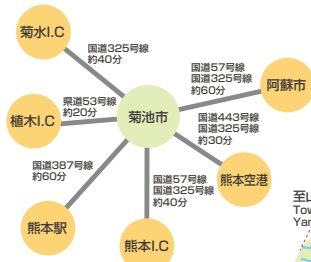 菊水I.C
国道325号線
約40分
国道57号線
国道325号線
約60分
阿蘇市
県道53号線
約20分
植木I.C
菊池市
国道443号線
国道325号線
約30分
熊本空港
国道387号線
約60分
熊本駅
国道57号線
国道325号線
約40分
熊本I.C
至山
Tow
Yan